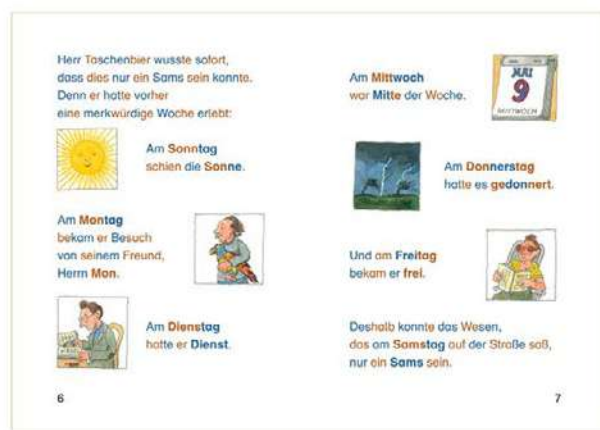 Herr Taschenbier wusste sofort,
dass dies nur ein Sams sein konnte.
Denn er hatte vorher
eine merkwürdige Woche erlebt:
Am Sonntag
schien die Sonne.
Am Montag
bekam er Besuch
von seinem Freund,
Herrn Mon.
Am Dienstag
hatte er Dienst.
6
Am Mittwoch
war Mitte der Woche.
MAI
9
MITTWOCH
Am Donnerstag
hatte es gedonnert.
Und am Freitag
bekam er frei.
Deshalb konnte das Wesen,
das am Samstag auf der Straße saß,
nur ein Sams sein.
7